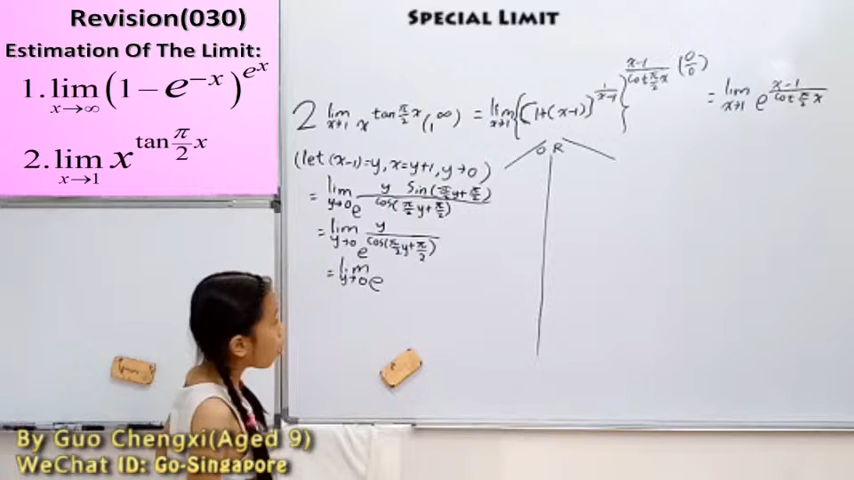 Revision(030)
SPECIAL LIMIT
Estimation Of The Limit:
1. lim x→∞ (1 − e^{−x})^{e^x}
2. lim x→1 x^{tan π/2 x}
2 lim x→1 x^{tan π/2 x} (1^∞) = lim x→1 {[1+(x-1)]^{1/(x-1)}}^{(x-1)/(cot π/2 x)} (0/0) = lim x→1 e^{(x-1)/(cot π/2 x)}
OR
(let (x-1)=y, x=y+1, y→0)
= lim y→0 e^{y sin(π/2 y+π/2)/cos(π/2 y+π/2)}
= lim y→0 e^{y/cos(π/2 y+π/2)}
= lim y→0 e
By Guo Chengxi(Aged 9)
WeChat ID: Go-Singapore